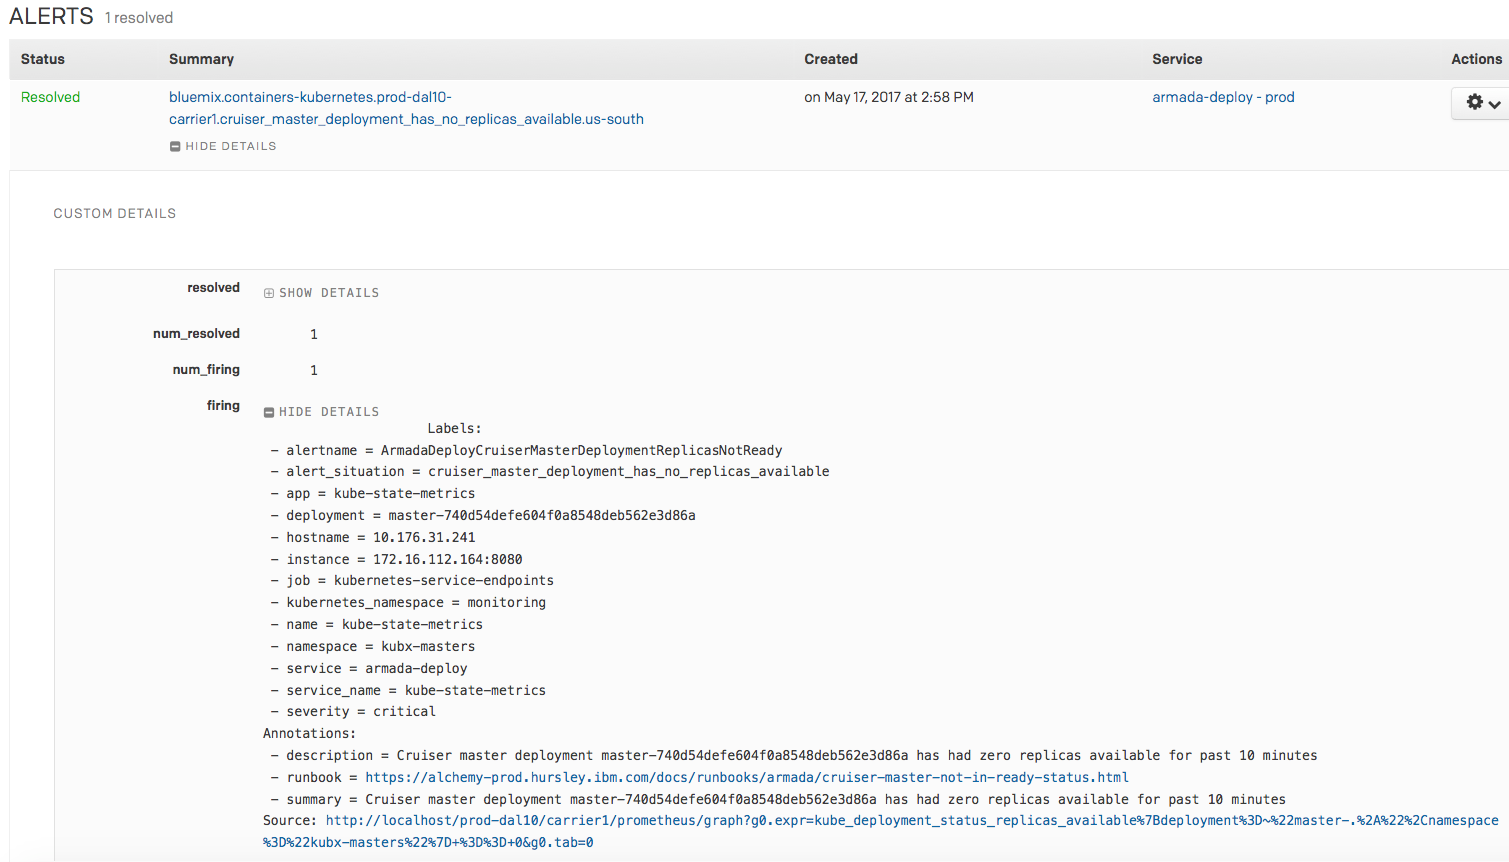 ALERTS 1 resolved
Status Summary Created Service Actions
Resolved bluemix.containers-kubernetes.prod-dal10- on May 17, 2017 at 2:58 PM armada-deploy - prod
carrier1.cruiser_master_deployment_has_no_replicas_available.us-south
HIDE DETAILS
CUSTOM DETAILS
resolved SHOW DETAILS
num_resolved 1
num_firing 1
firing HIDE DETAILS
Labels:
- alertname = ArmadaDeployCruiserMasterDeploymentReplicasNotReady
- alert_situation = cruiser_master_deployment_has_no_replicas_available
- app = kube-state-metrics
- deployment = master-740d54defe604f0a8548deb562e3d86a
- hostname = 10.176.31.241
- instance = 172.16.112.164:8080
- job = kubernetes-service-endpoints
- kubernetes_namespace = monitoring
- name = kube-state-metrics
- namespace = kubx-masters
- service = armada-deploy
- service_name = kube-state-metrics
- severity = critical
Annotations:
- description = Cruiser master deployment master-740d54defe604f0a8548deb562e3d86a has had zero replicas available for past 10 minutes
- runbook = https://alchemy-prod.hursley.ibm.com/docs/runbooks/armada/cruiser-master-not-in-ready-status.html
- summary = Cruiser master deployment master-740d54defe604f0a8548deb562e3d86a has had zero replicas available for past 10 minutes
Source: http://localhost/prod-dal10/carrier1/prometheus/graph?g0.expr=kube_deployment_status_replicas_available%7Bdeployment%3D~%22master-.%2A%22%2Cnamespace
%3D%22kubx-masters%22%7D+%3D%3D+0&g0.tab=0